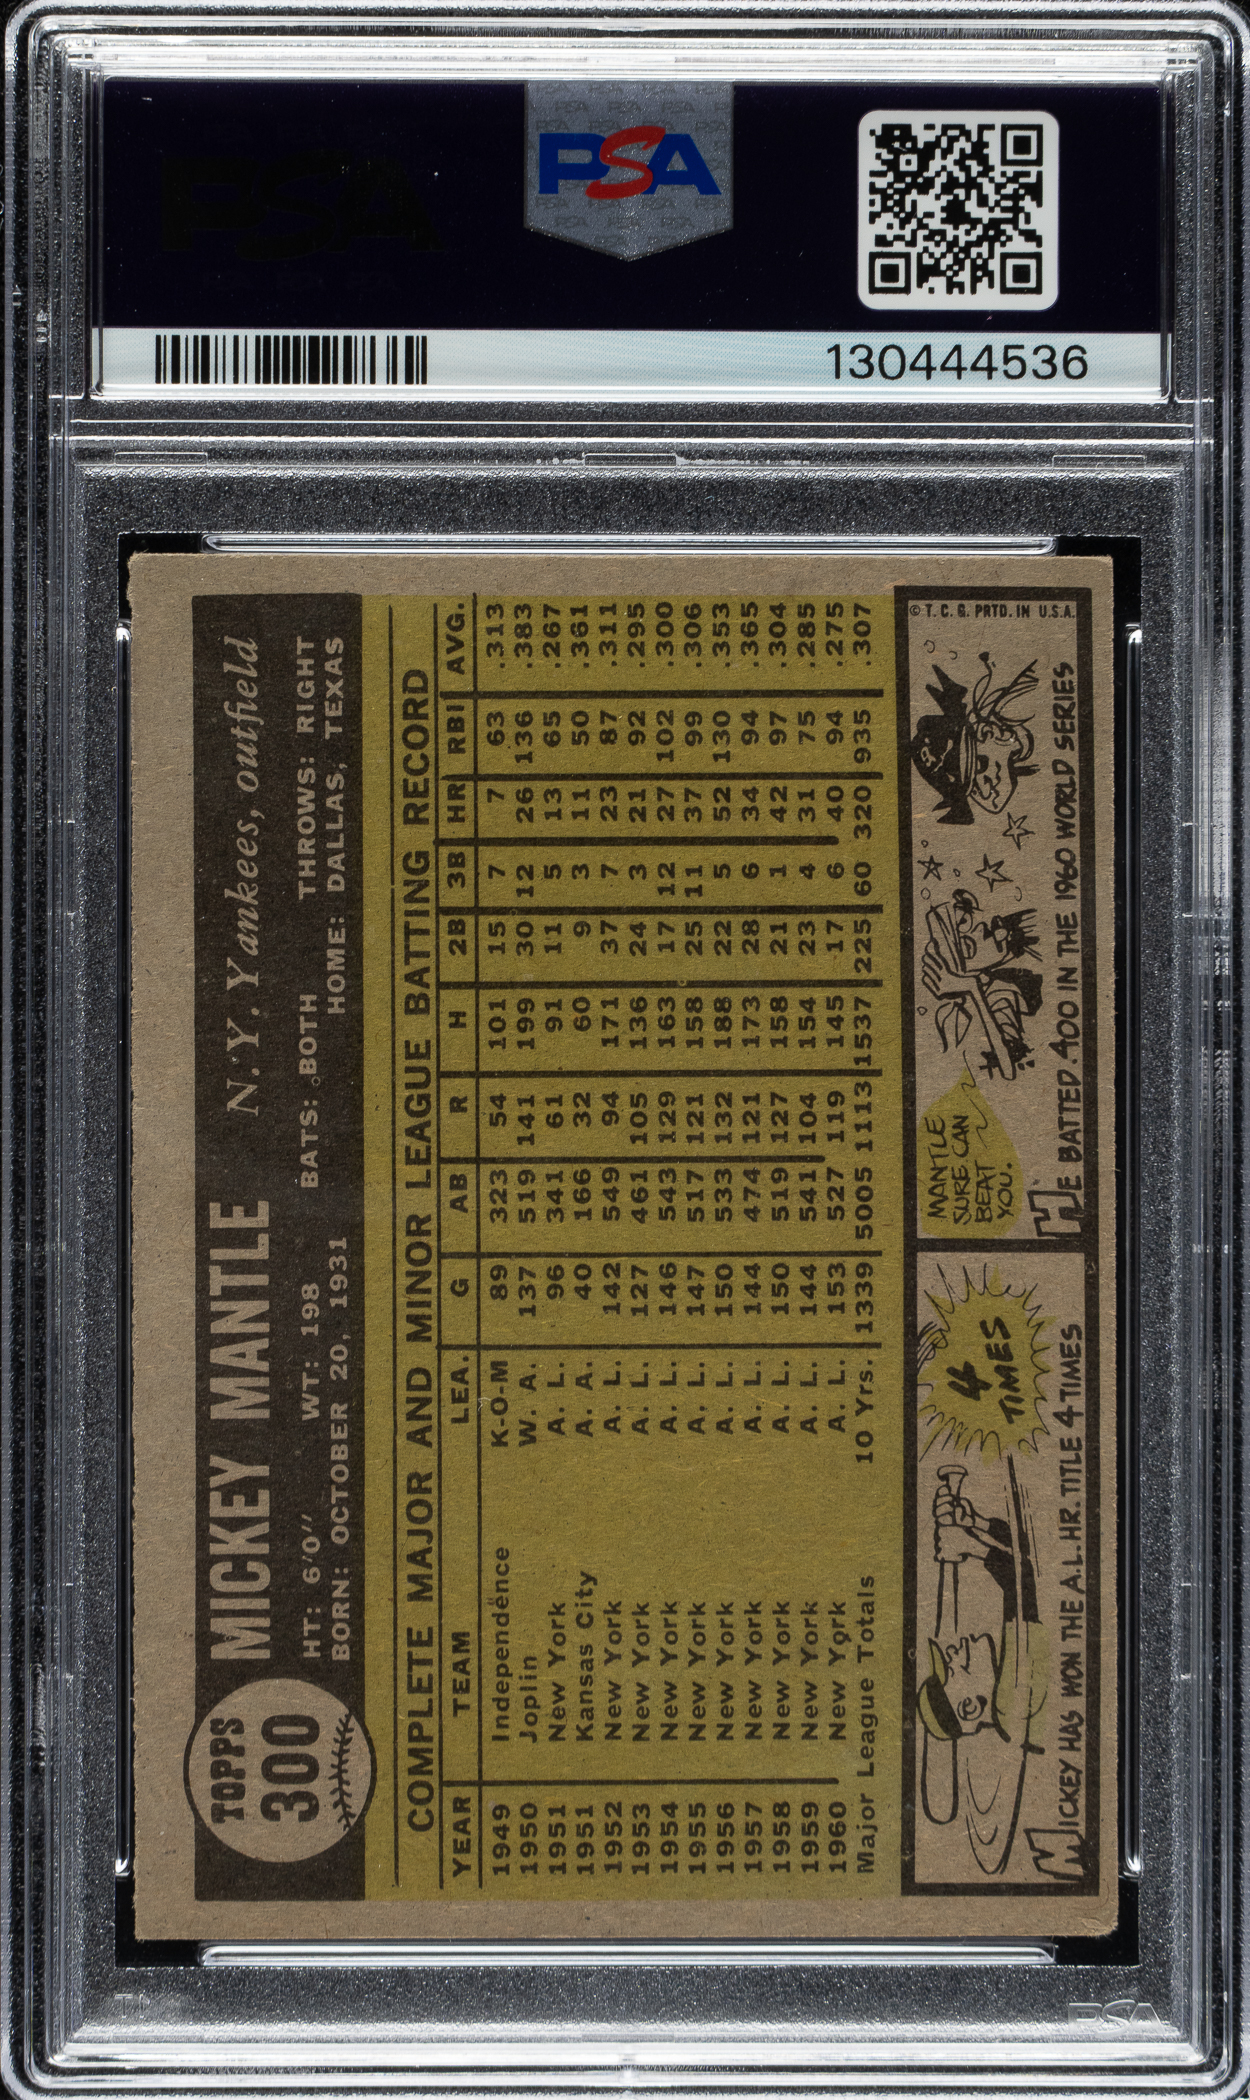 PSA
130444536
TOPPS
300
MICKEY MANTLE N.Y. Yankees, outfield
HT: 6'0" WT: 198 BATS: BOTH THROWS: RIGHT
BORN: OCTOBER 20, 1931 HOME: DALLAS, TEXAS
COMPLETE MAJOR AND MINOR LEAGUE BATTING RECORD
YEAR TEAM LEA. G AB R H 2B 3B HR RBI AVG.
1949 Independence K-O-M 89 323 54 101 15 7 7 63 .313
1950 Joplin W. A. 137 519 141 199 30 12 26 136 .383
1951 New York A. L. 96 341 61 91 11 5 13 65 .267
1951 Kansas City A. A. 40 166 32 60 9 3 11 50 .361
1952 New York A. L. 142 549 94 171 37 7 23 87 .311
1953 New York A. L. 127 461 105 136 24 3 21 92 .295
1954 New York A. L. 146 543 129 163 17 12 27 102 .300
1955 New York A. L. 147 517 121 158 25 11 37 99 .306
1956 New York A. L. 150 533 132 188 22 5 52 130 .353
1957 New York A. L. 144 474 121 173 28 6 34 94 .365
1958 New York A. L. 150 519 127 158 21 1 42 97 .304
1959 New York A. L. 144 541 104 154 23 4 31 75 .285
1960 New York A. L. 153 527 119 145 17 6 40 94 .275
Major League Totals 10 Yrs. 1339 5005 1113 1537 225 60 320 935 .307
4
TIMES
MICKEY HAS WON THE A.L. HR. TITLE 4 TIMES
MANTLE
SURE CAN
BEAT
YOU.
HE BATTED .400 IN THE 1960 WORLD SERIES
© T. C. G. PRTD. IN U.S.A.
PSA